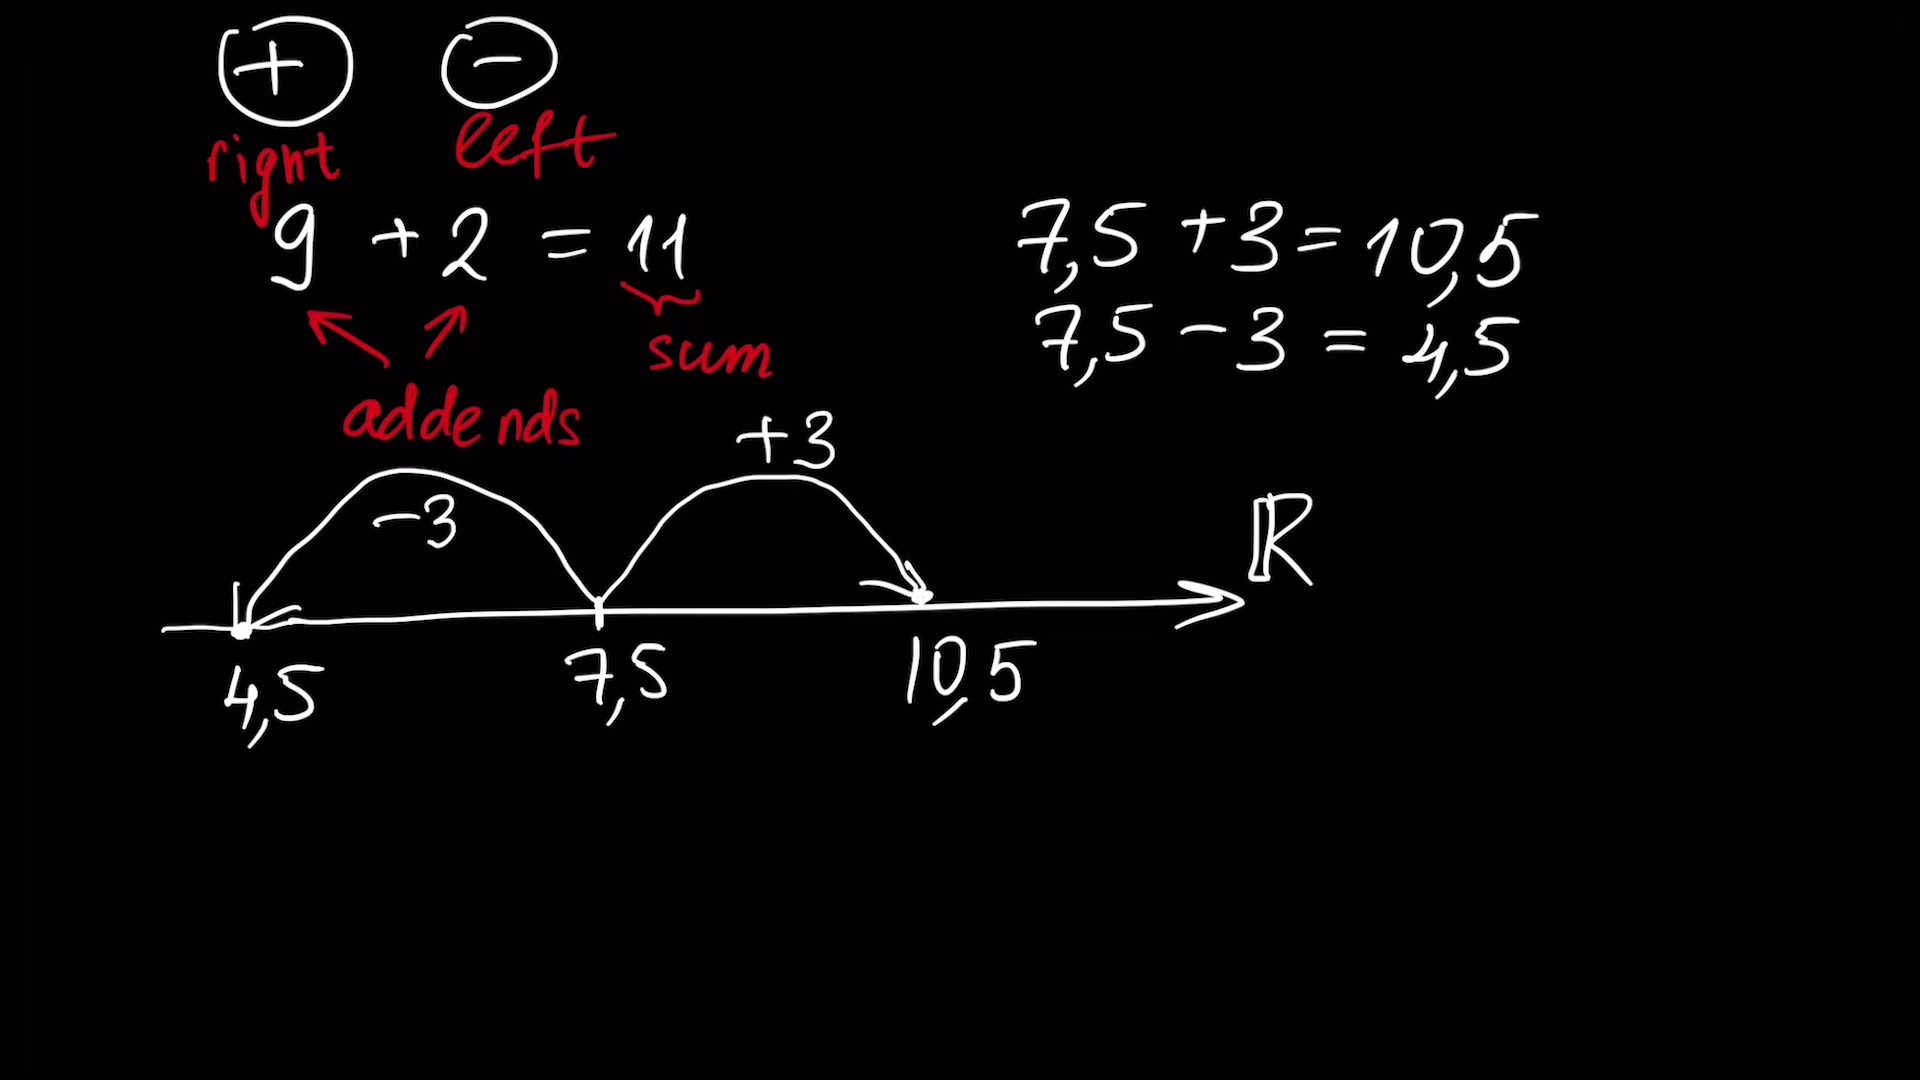 + −
right left
9 + 2 = 11
sum
addends
7,5 + 3 = 10,5
7,5 − 3 = 4,5
+3
−3
ℝ
4,5 7,5 10,5